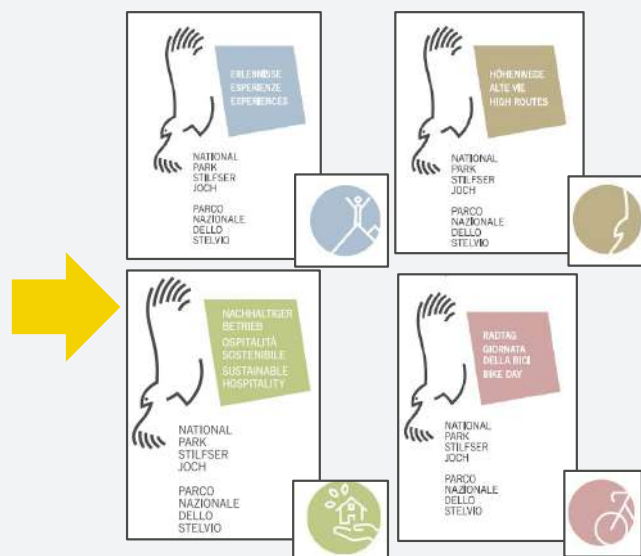 ERLEBNISSE
ESPERIENZE
EXPERIENCES
NATIONAL
PARK
STILFSER
JOCH
PARCO
NAZIONALE
DELLO
STELVIO
HÖHENWEGE
ALTE VIE
HIGH ROUTES
NATIONAL
PARK
STILFSER
JOCH
PARCO
NAZIONALE
DELLO
STELVIO
NACHHALTIGER
BETRIEB
OSPITALITÀ
SOSTENIBILE
SUSTAINABLE
HOSPITALITY
NATIONAL
PARK
STILFSER
JOCH
PARCO
NAZIONALE
DELLO
STELVIO
RADTAG
GIORNATA
DELLA BICI
BIKE DAY
NATIONAL
PARK
STILFSER
JOCH
PARCO
NAZIONALE
DELLO
STELVIO